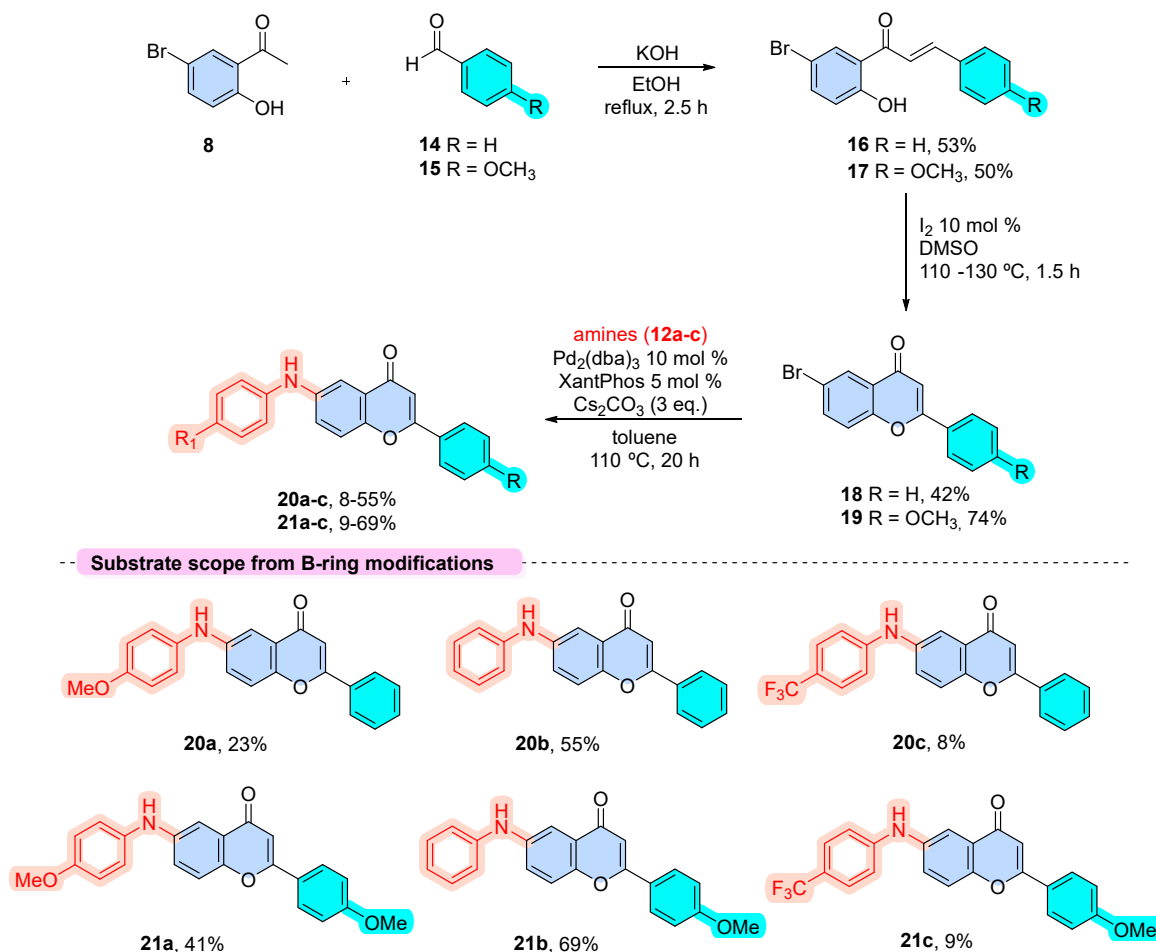 O
Br
OH
8
+
O
H
R
14 R = H
15 R = OCH3
KOH
EtOH
reflux, 2.5 h
O
Br
OH
R
16 R = H, 53%
17 R = OCH3, 50%
I2 10 mol %
DMSO
110 -130 ºC, 1.5 h
O
Br
O
R
18 R = H, 42%
19 R = OCH3, 74%
amines (12a-c)
Pd2(dba)3 10 mol %
XantPhos 5 mol %
Cs2CO3 (3 eq.)
toluene
110 ºC, 20 h
H
N
O
R1
O
R
20a-c, 8-55%
21a-c, 9-69%
Substrate scope from B-ring modifications
H
N
O
MeO
O
20a, 23%
H
N
O
O
20b, 55%
H
N
O
F3C
O
20c, 8%
H
N
O
MeO
O
OMe
21a, 41%
H
N
O
O
OMe
21b, 69%
H
N
O
F3C
O
OMe
21c, 9%